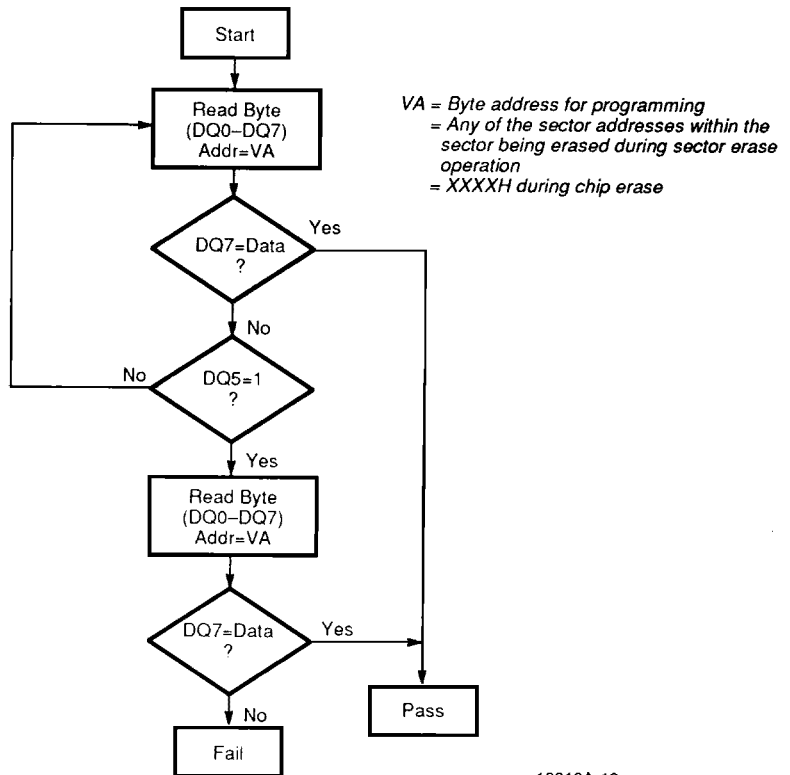 Start
Read Byte
(DQ0–DQ7)
Addr=VA
VA = Byte address for programming
= Any of the sector addresses within the
sector being erased during sector erase
operation
= XXXXH during chip erase
DQ7=Data
?
Yes
No
DQ5=1
?
No
Yes
Read Byte
(DQ0–DQ7)
Addr=VA
DQ7=Data
?
Yes
No
Pass
Fail